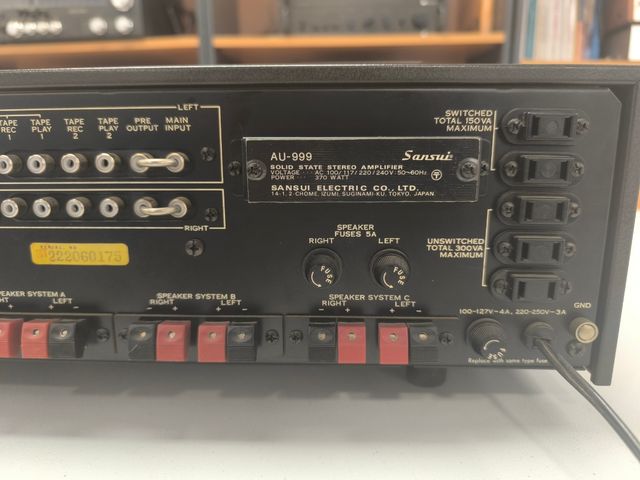 LEFT
TAPE REC 1
TAPE PLAY 1
TAPE REC 2
TAPE PLAY 2
PRE OUTPUT
MAIN INPUT
RIGHT
AU-999
Sansui
SOLID STATE STEREO AMPLIFIER
VOLTAGE AC 100/117/220/240V 50~60Hz
POWER 370 WATT
SANSUI ELECTRIC CO., LTD.
14-1, 2-CHOME, IZUMI, SUGINAMI-KU, TOKYO, JAPAN.
SWITCHED
TOTAL 150VA
MAXIMUM
UNSWITCHED
TOTAL 300VA
MAXIMUM
SERIAL NO
222060175
SPEAKER
FUSES 5A
RIGHT LEFT
FUSE FUSE
SPEAKER SYSTEM A
RIGHT + LEFT
+ −
SPEAKER SYSTEM B
RIGHT LEFT
− + + −
SPEAKER SYSTEM C
RIGHT LEFT
− + + −
100-127V-4A, 220-250V-3A
GND
FUSE
Replace with same type fuse.